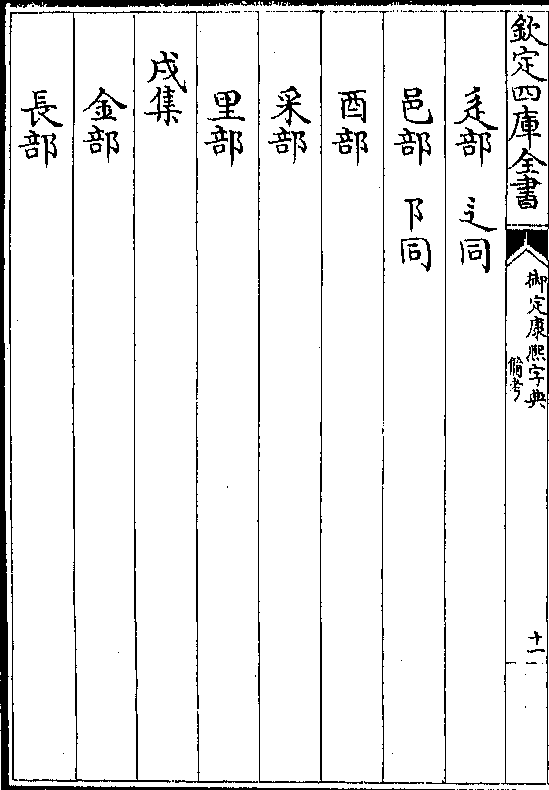 欽定四庫全書
御定康熙字典
備考
十一
辵部 辶同
邑部 阝同
酉部
釆部
里部
戌集
金部
長部